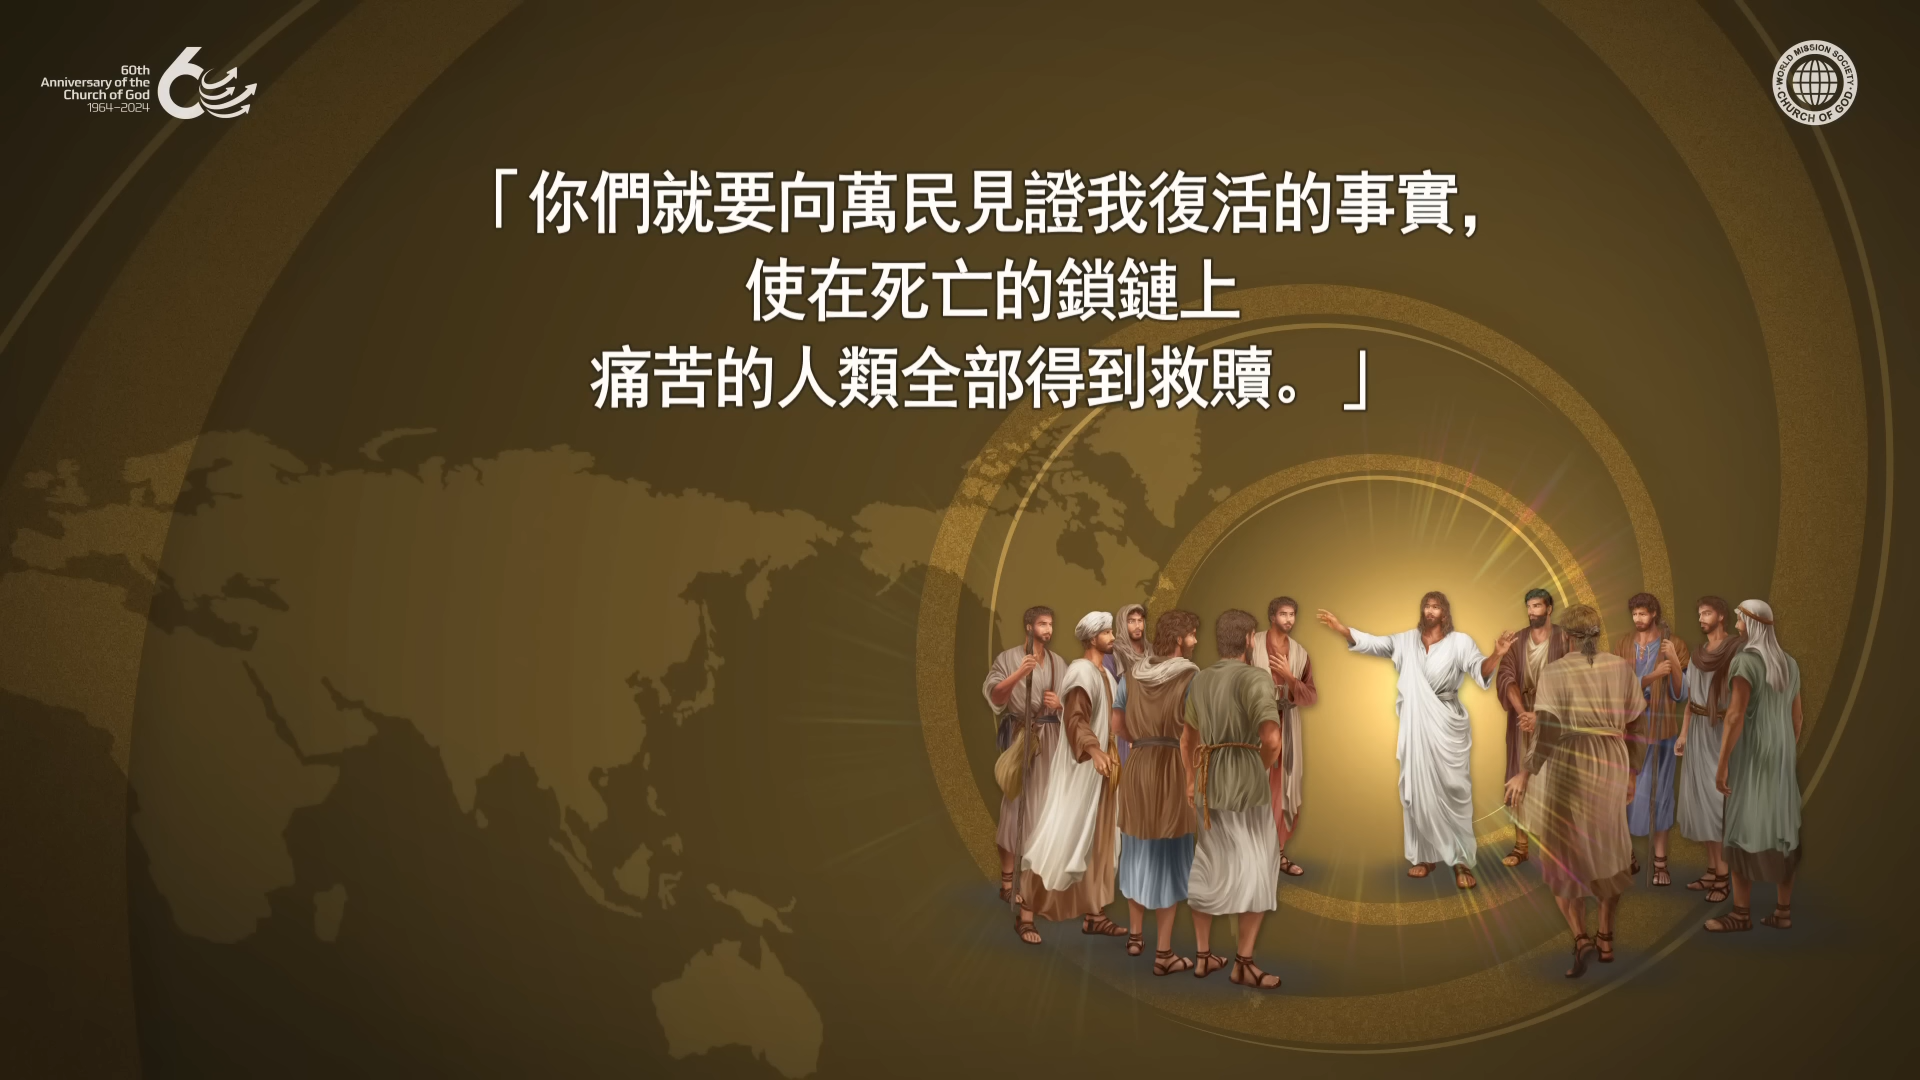 60th
Anniversary of the
Church of God
1964–2024
60
WORLD MISSION SOCIETY
CHURCH OF GOD
「你們就要向萬民見證我復活的事實,
使在死亡的鎖鏈上
痛苦的人類全部得到救贖。」